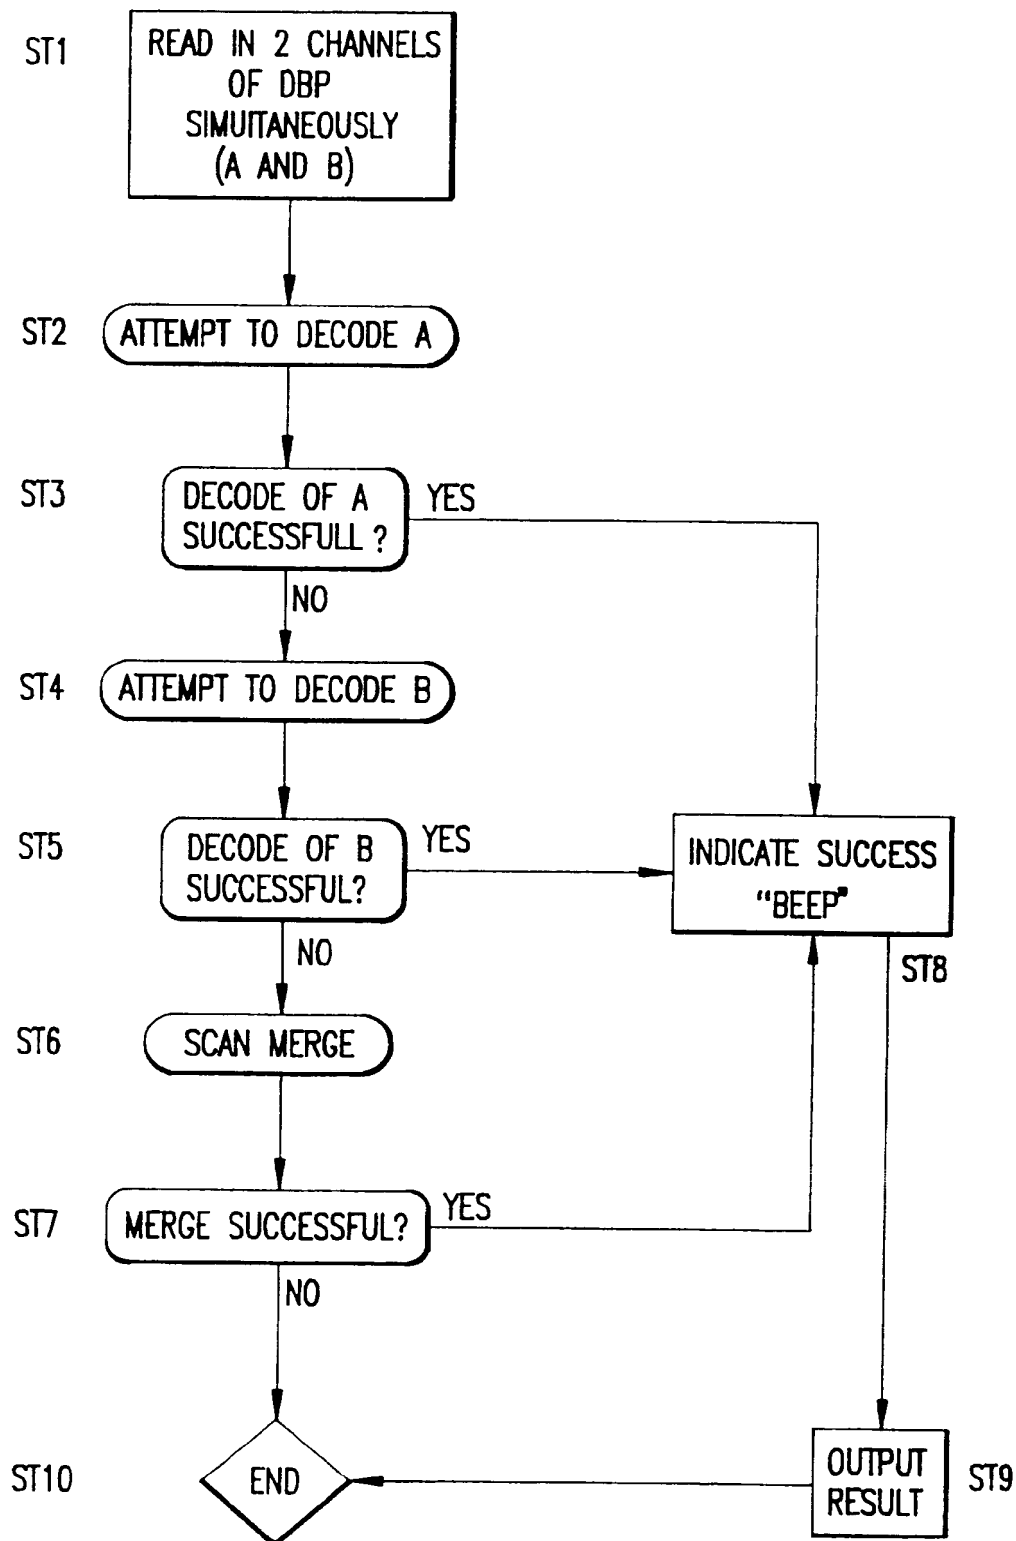 ST1
READ IN 2 CHANNELS
OF DBP
SIMUITANEOUSLY
(A AND B)
ST2
ATTEMPT TO DECODE A
ST3
DECODE OF A
SUCCESSFULL ?
YES
NO
ST4
ATTEMPT TO DECODE B
ST5
DECODE OF B
SUCCESSFUL?
YES
INDICATE SUCCESS
"BEEP"
NO
ST8
ST6
SCAN MERGE
ST7
MERGE SUCCESSFUL?
YES
NO
ST10
END
OUTPUT
RESULT
ST9